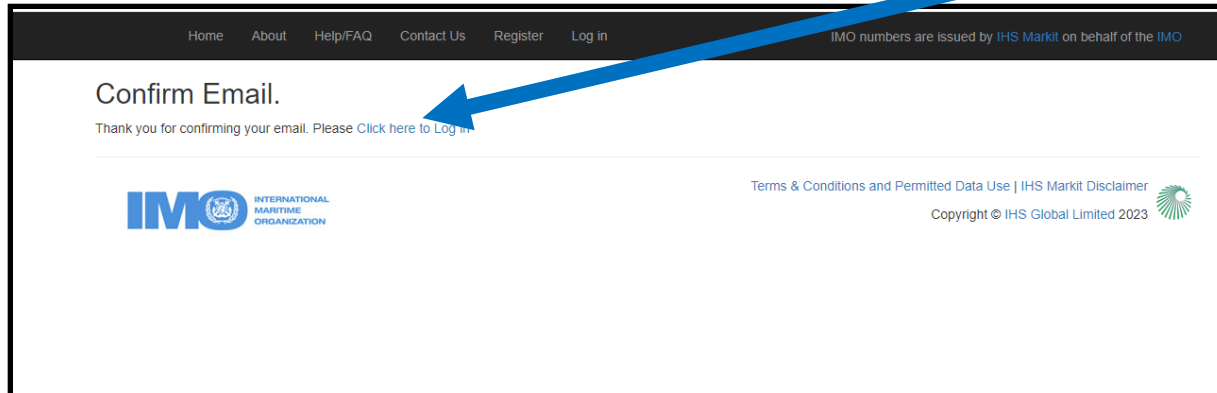 Home About Help/FAQ Contact Us Register Log in IMO numbers are issued by IHS Markit on behalf of the IMO
Confirm Email.
Thank you for confirming your email. Please Click here to Log in
IMO INTERNATIONAL
MARITIME
ORGANIZATION
Terms & Conditions and Permitted Data Use | IHS Markit Disclaimer
Copyright © IHS Global Limited 2023